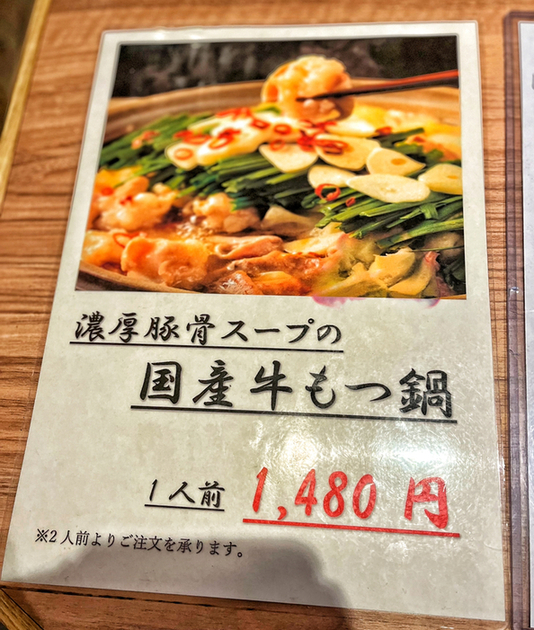 濃厚豚骨スープの
国産牛もつ鍋
1人前 1,480円
※2人前よりご注文を承ります。